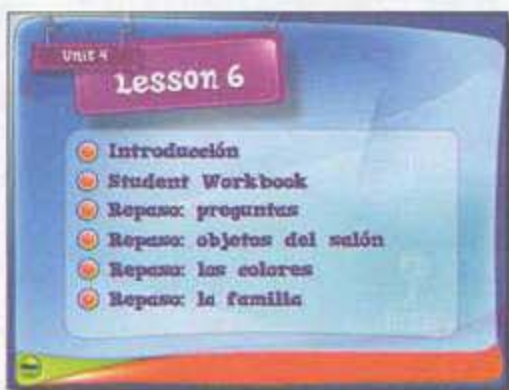 Unit 4
Lesson 6
Introducción
Student Workbook
Repaso: preguntas
Repaso: objetos del salón
Repaso: los colores
Repaso: la familia